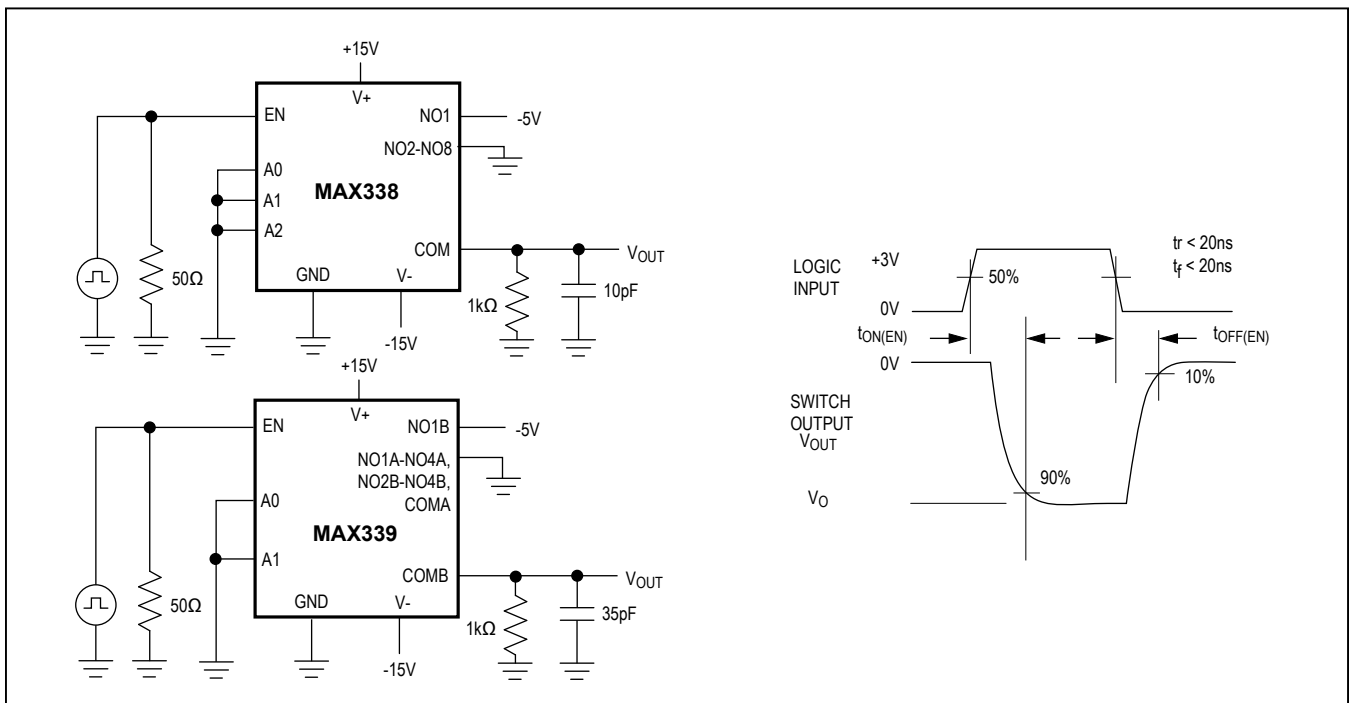 +15V
V+
EN
NO1
-5V
NO2-NO8
A0
MAX338
A1
A2
COM
VOUT
50Ω
GND
V-
1kΩ
10pF
-15V
+15V
V+
EN
NO1B
-5V
NO1A-NO4A,
NO2B-NO4B,
COMA
A0
MAX339
A1
COMB
VOUT
50Ω
GND
V-
1kΩ
35pF
-15V
LOGIC
INPUT
+3V
50%
tr < 20ns
tf < 20ns
0V
tON(EN)
tOFF(EN)
0V
10%
SWITCH
OUTPUT
VOUT
90%
VO